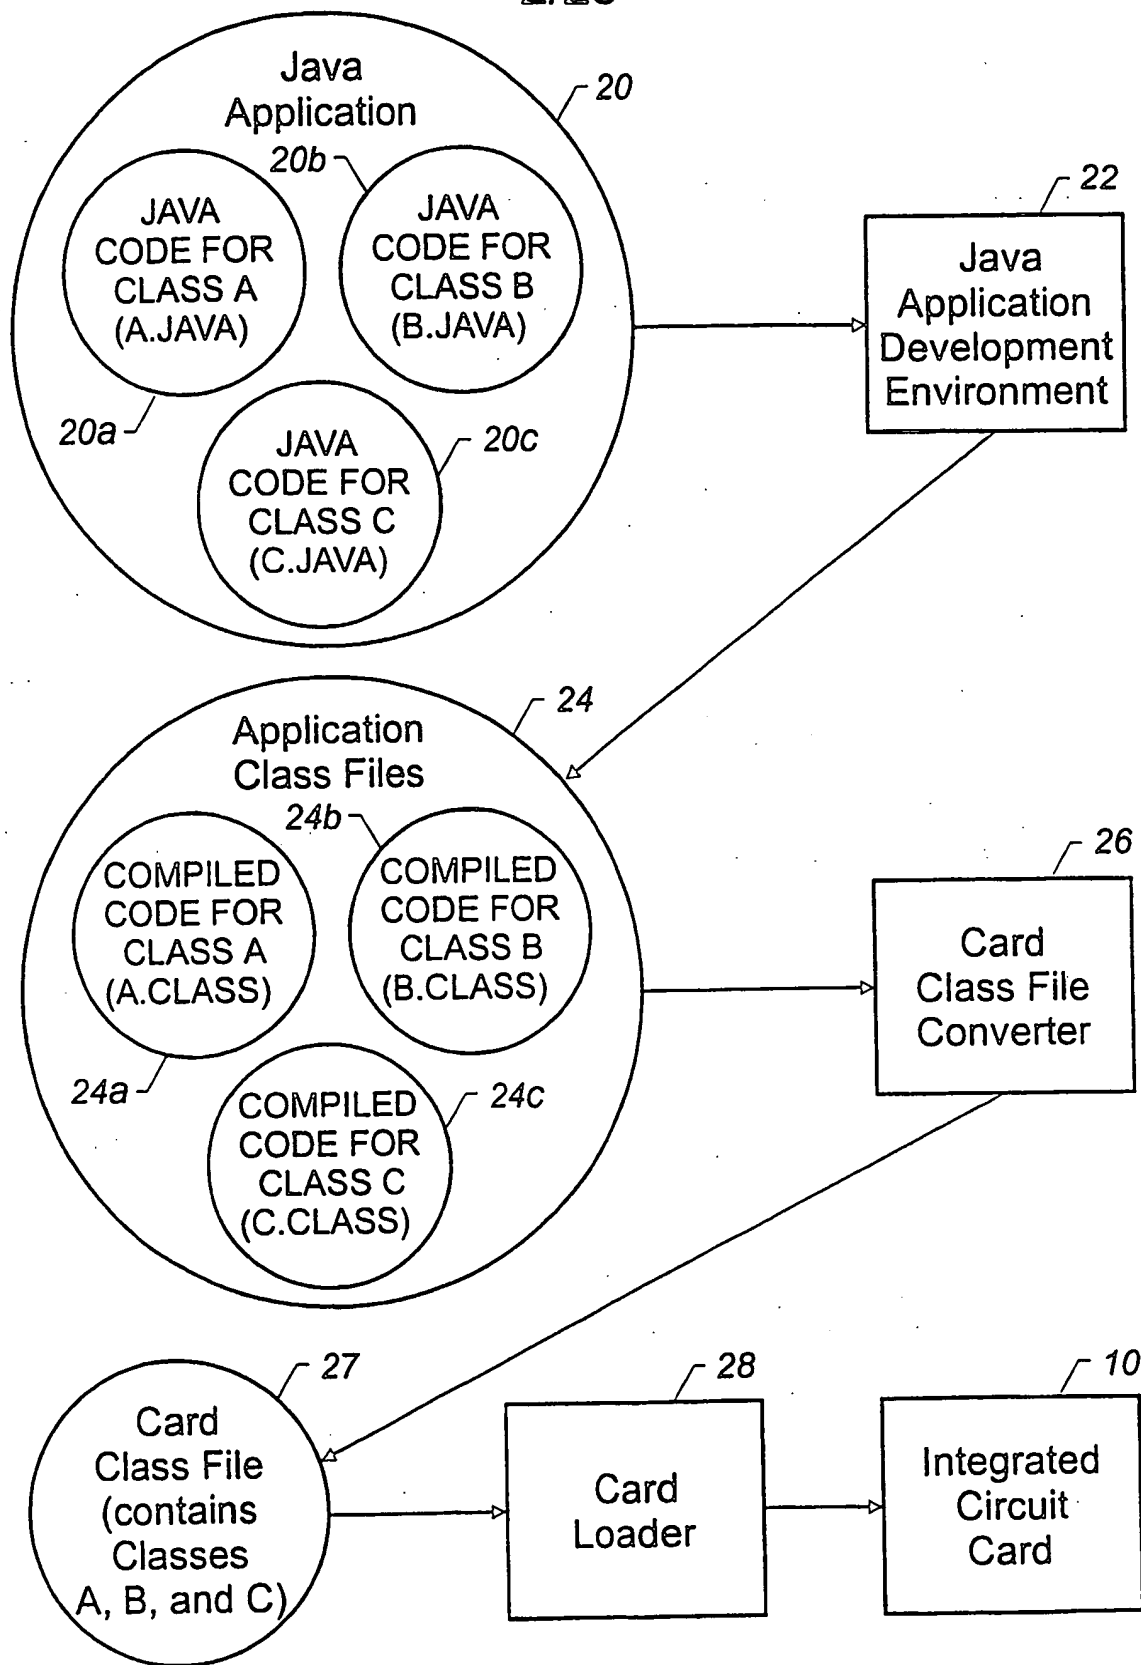 Java
Application
20
20b
JAVA
CODE FOR
CLASS A
(A.JAVA)
JAVA
CODE FOR
CLASS B
(B.JAVA)
20a
JAVA
CODE FOR
CLASS C
(C.JAVA)
20c
22
Java
Application
Development
Environment
Application
Class Files
24
24b
COMPILED
CODE FOR
CLASS A
(A.CLASS)
COMPILED
CODE FOR
CLASS B
(B.CLASS)
24a
COMPILED
CODE FOR
CLASS C
(C.CLASS)
24c
26
Card
Class File
Converter
27
Card
Class File
(contains
Classes
A, B, and C)
28
Card
Loader
10
Integrated
Circuit
Card